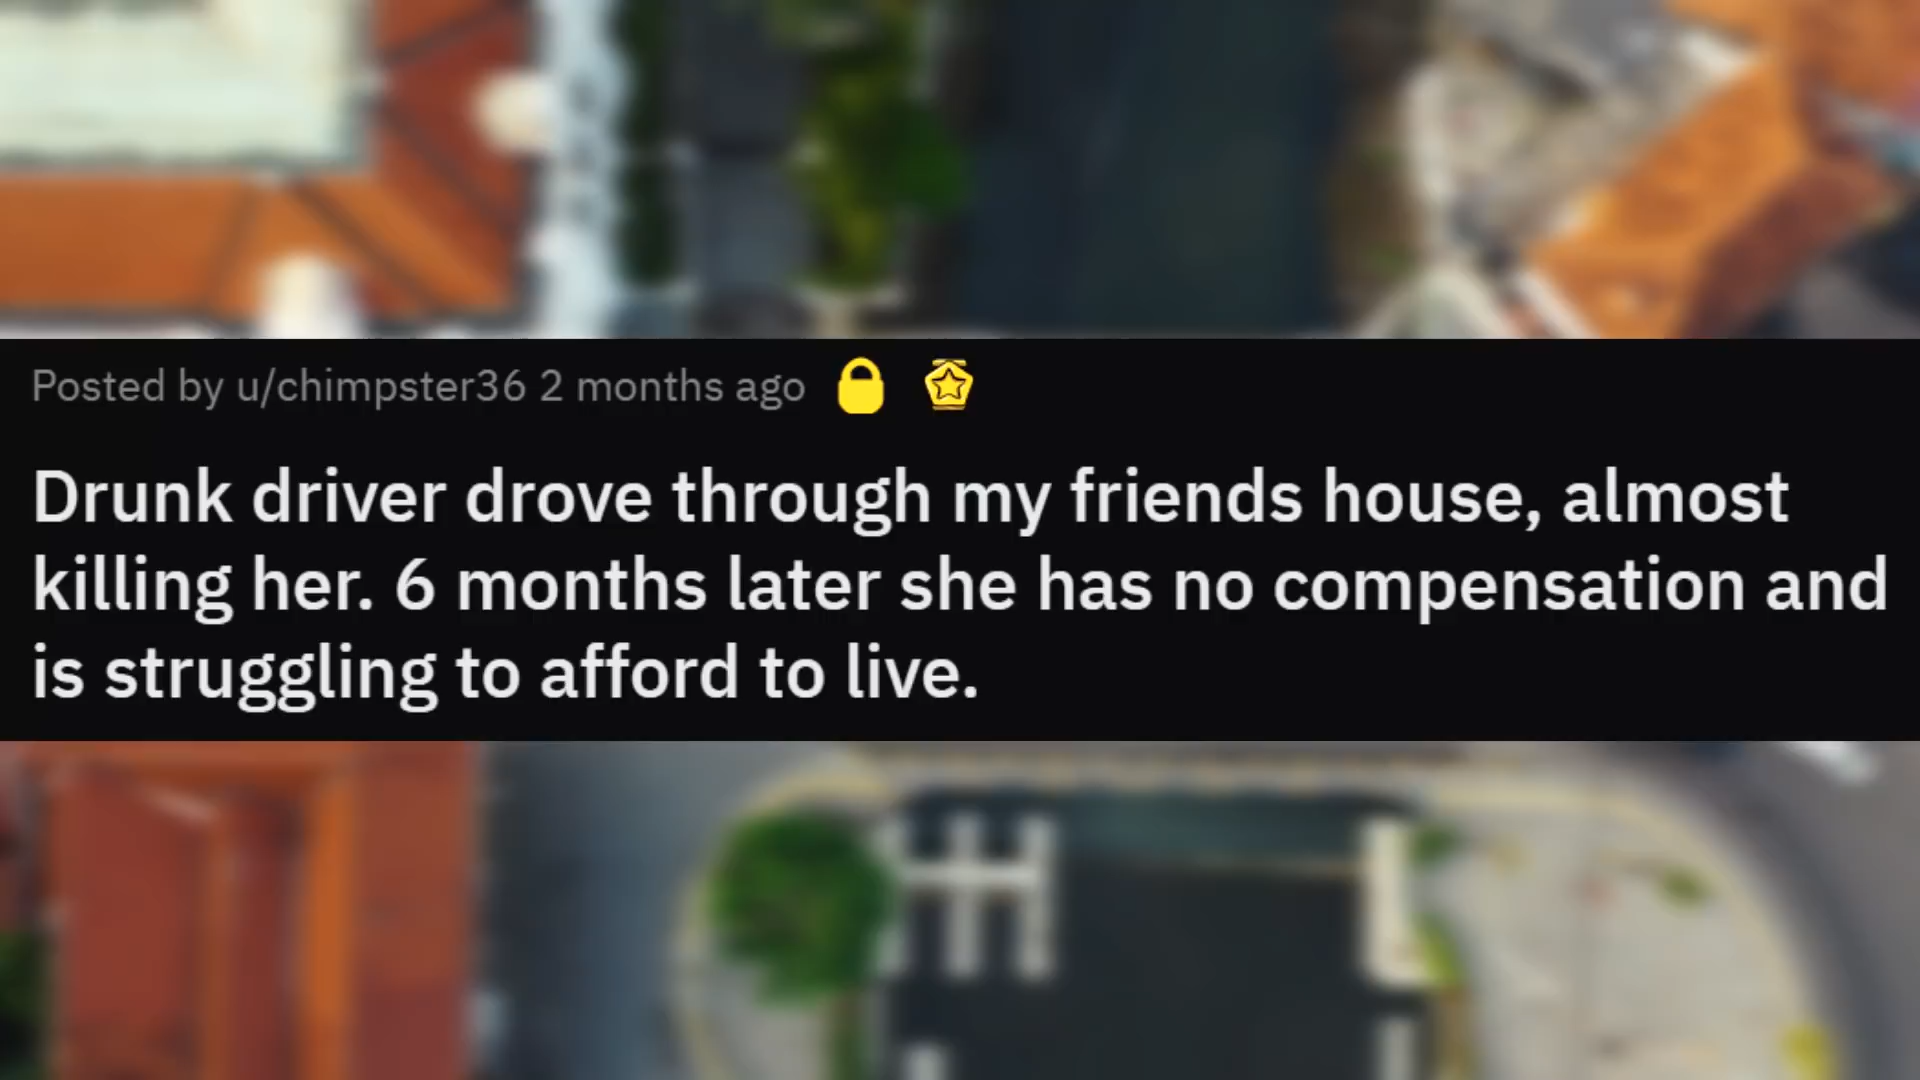 Posted by u/chimpster36 2 months ago
Drunk driver drove through my friends house, almost
killing her. 6 months later she has no compensation and
is struggling to afford to live.